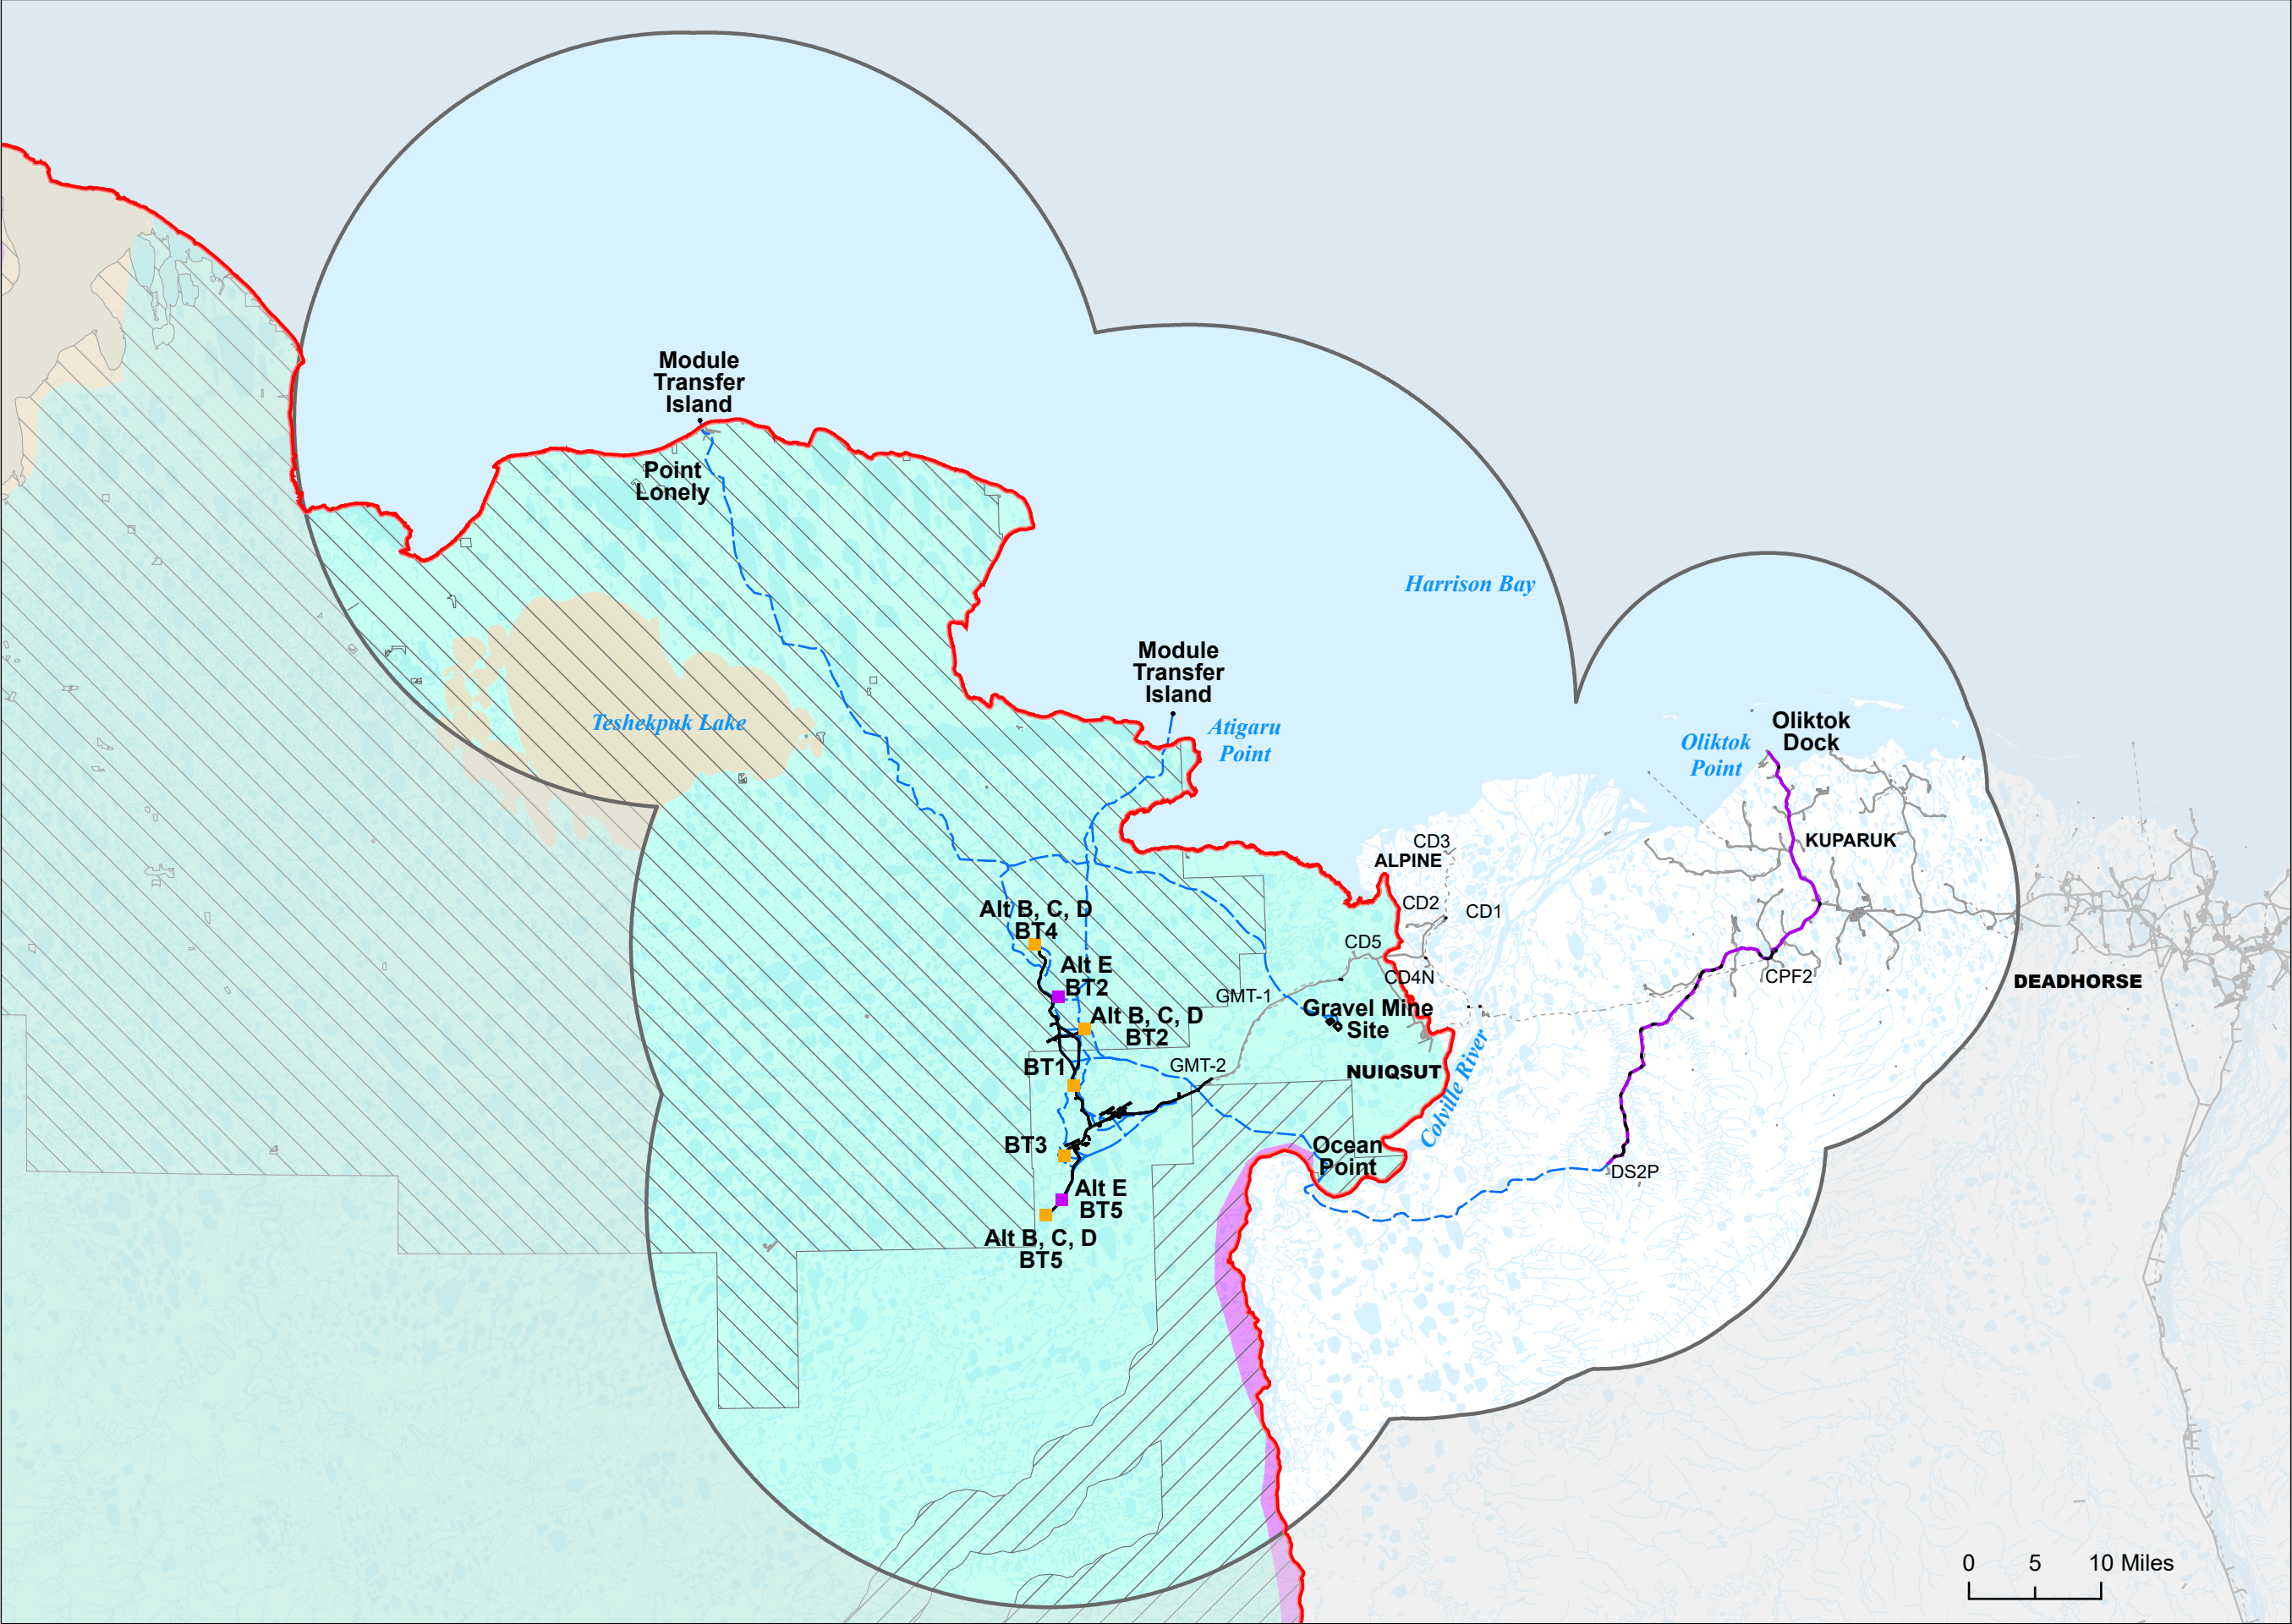 Module
Transfer
Island
Point
Lonely
Harrison Bay
Module
Transfer
Island
Atigaru
Point
Teshekpuk Lake
Oliktok
Dock
Oliktok
Point
KUPARUK
CD3
ALPINE
CD2
CD1
CD5
CD4N
CPF2
DEADHORSE
Alt B, C, D
BT4
Alt E
BT2
Alt B, C, D
BT2
GMT-1
Gravel Mine
Site
BT1
GMT-2
NUIQSUT
Colville River
BT3
Ocean
Point
DS2P
Alt E
BT5
Alt B, C, D
BT5
0 5 10 Miles